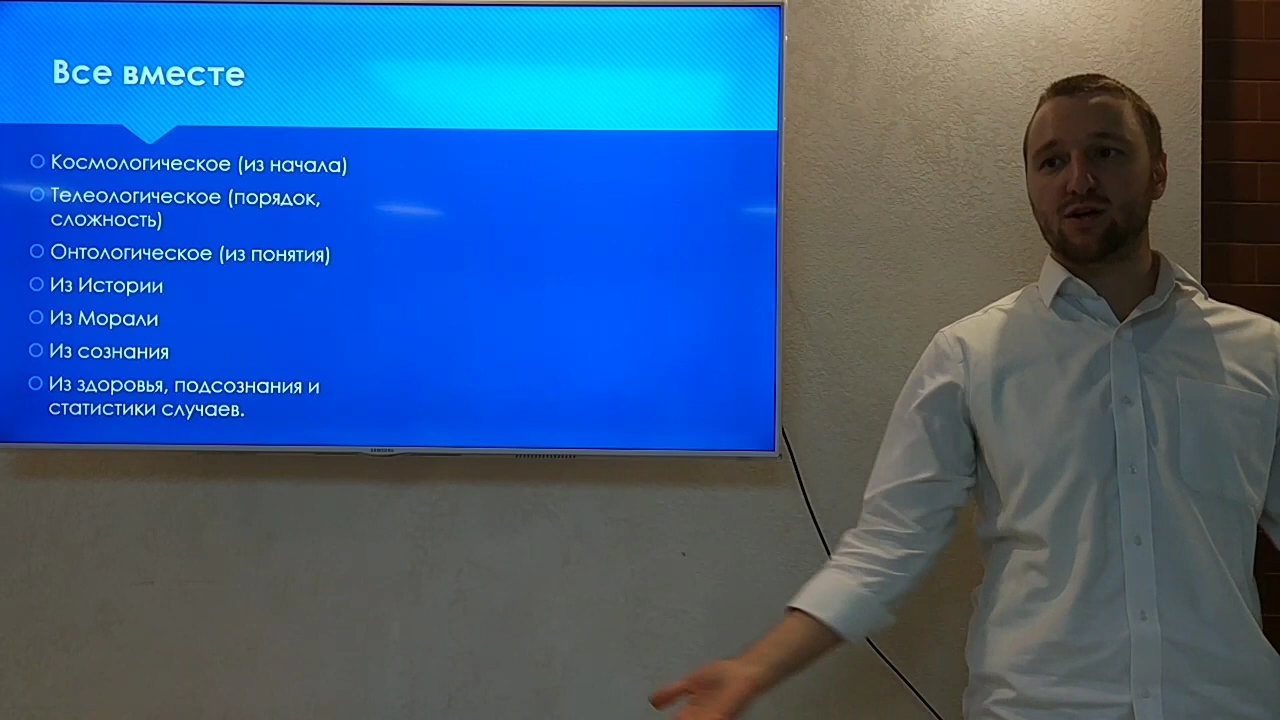 Все вместе
Космологическое (из начала)
Телеологическое (порядок,
сложность)
Онтологическое (из понятия)
Из Истории
Из Морали
Из сознания
Из здоровья, подсознания и
статистики случаев.
SAMSUNG